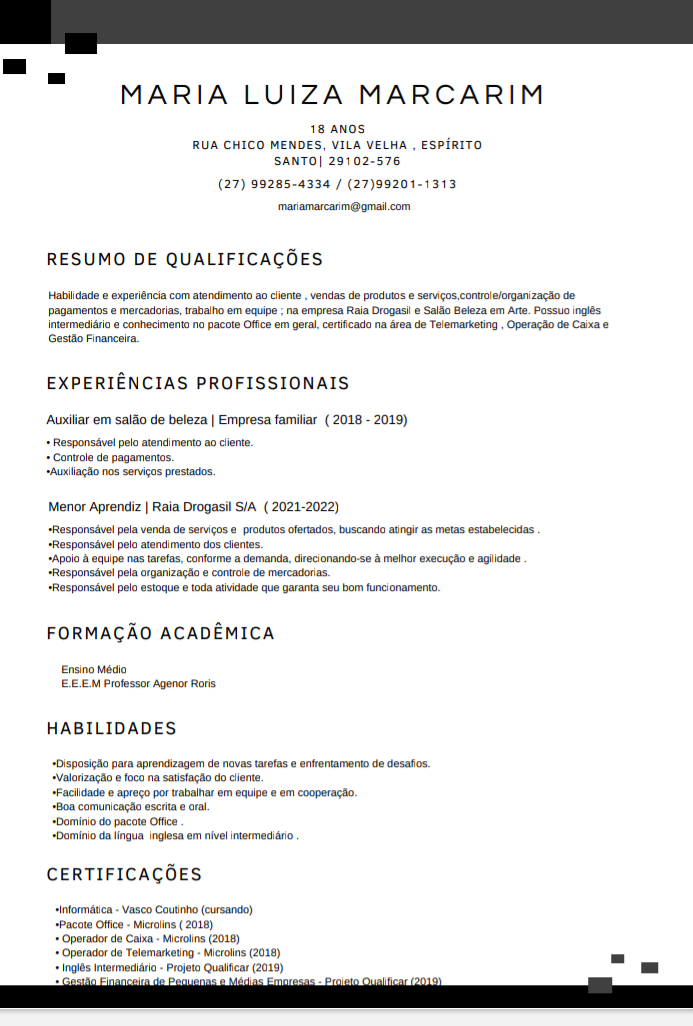 MARIA LUIZA MARCARIM
18 ANOS
RUA CHICO MENDES, VILA VELHA , ESPÍRITO
SANTO| 29102-576
(27) 99285-4334 / (27)99201-1313
mariamarcarim@gmail.com
RESUMO DE QUALIFICAÇÕES
Habilidade e experiência com atendimento ao cliente , vendas de produtos e serviços,controle/organização de
pagamentos e mercadorias, trabalho em equipe ; na empresa Raia Drogasil e Salão Beleza em Arte. Possuo inglês
intermediário e conhecimento no pacote Office em geral, certificado na área de Telemarketing , Operação de Caixa e
Gestão Financeira.
EXPERIÊNCIAS PROFISSIONAIS
Auxiliar em salão de beleza | Empresa familiar ( 2018 - 2019)
• Responsável pelo atendimento ao cliente.
• Controle de pagamentos.
•Auxiliação nos serviços prestados.
Menor Aprendiz | Raia Drogasil S/A ( 2021-2022)
•Responsável pela venda de serviços e produtos ofertados, buscando atingir as metas estabelecidas .
•Responsável pelo atendimento dos clientes.
•Apoio à equipe nas tarefas, conforme a demanda, direcionando-se à melhor execução e agilidade .
•Responsável pela organização e controle de mercadorias.
•Responsável pelo estoque e toda atividade que garanta seu bom funcionamento.
FORMAÇÃO ACADÊMICA
Ensino Médio
E.E.E.M Professor Agenor Roris
HABILIDADES
•Disposição para aprendizagem de novas tarefas e enfrentamento de desafios.
•Valorização e foco na satisfação do cliente.
•Facilidade e apreço por trabalhar em equipe e em cooperação.
•Boa comunicação escrita e oral.
•Domínio do pacote Office .
•Domínio da língua inglesa em nível intermediário .
CERTIFICAÇÕES
•Informática - Vasco Coutinho (cursando)
•Pacote Office - Microlins ( 2018)
• Operador de Caixa - Microlins (2018)
• Operador de Telemarketing - Microlins (2018)
• Inglês Intermediário - Projeto Qualificar (2019)
• Gestão Financeira de Pequenas e Médias Empresas - Projeto Qualificar (2019)